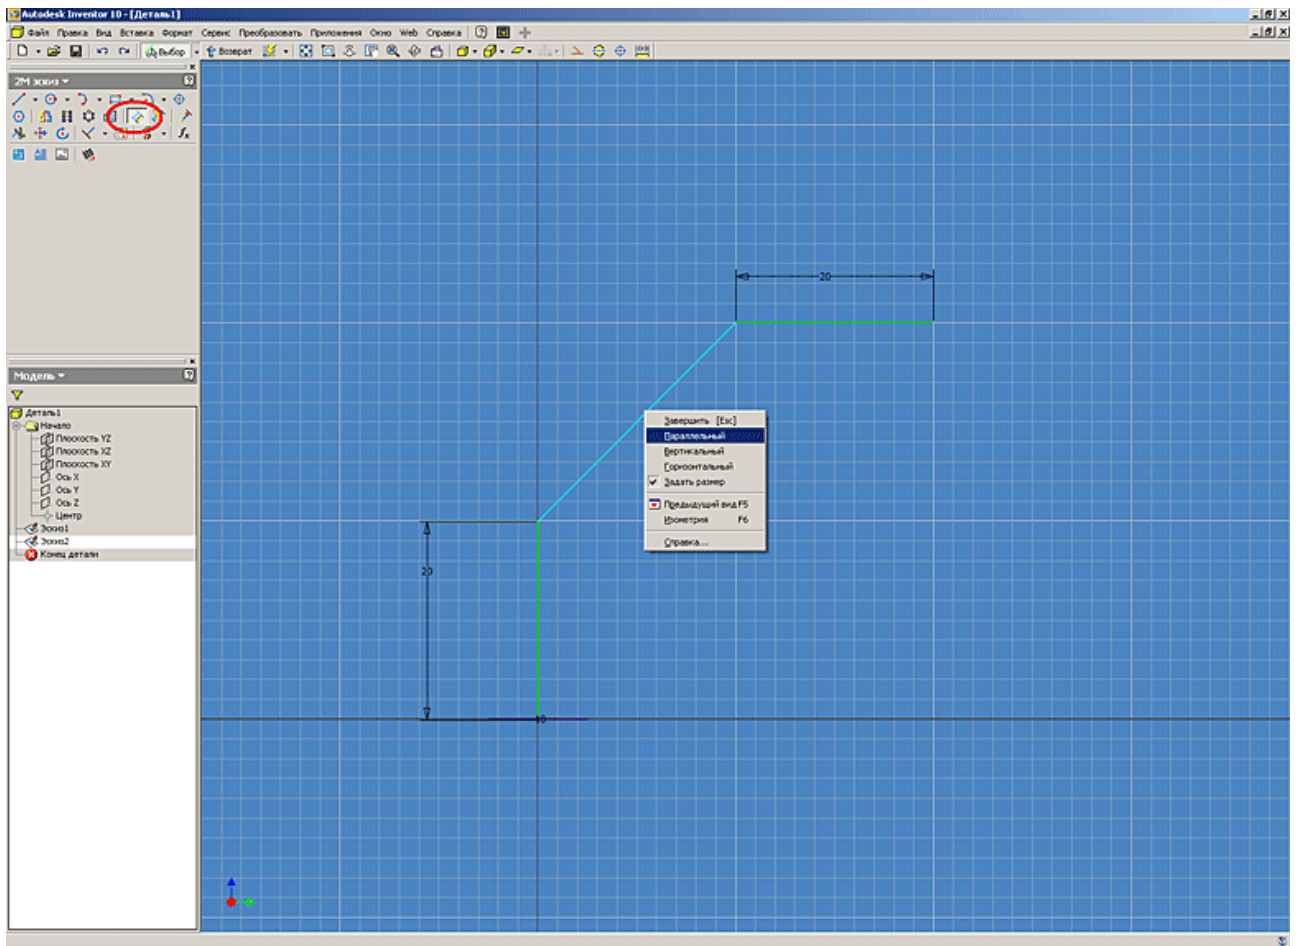 Autodesk Inventor 10 - [Деталь1]
Файл Правка Вид Вставка Формат Сервис Преобразовать Приложения Окно Web Справка
Выбор Возврат
2М эскиз
fx
20
Завершить [Esc]
Параллельный
Вертикальный
Горизонтальный
Задать размер
Предыдущий вид F5
Изометрия F6
Справка...
20
Модель
Деталь1
Начало
Плоскость YZ
Плоскость XZ
Плоскость XY
Ось X
Ось Y
Ось Z
Центр
Эскиз1
Эскиз2
Конец детали